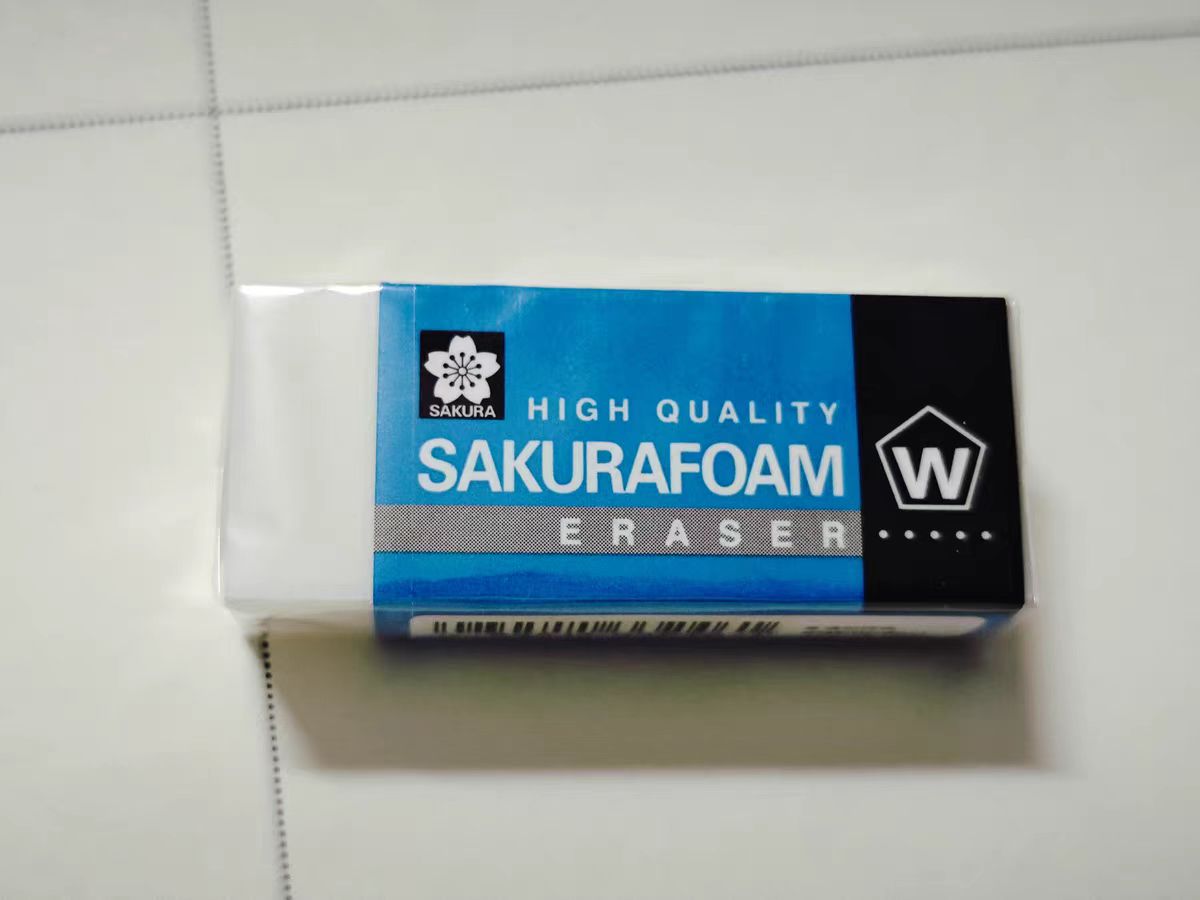 SAKURA
HIGH QUALITY
SAKURAFOAM
ERASER
W